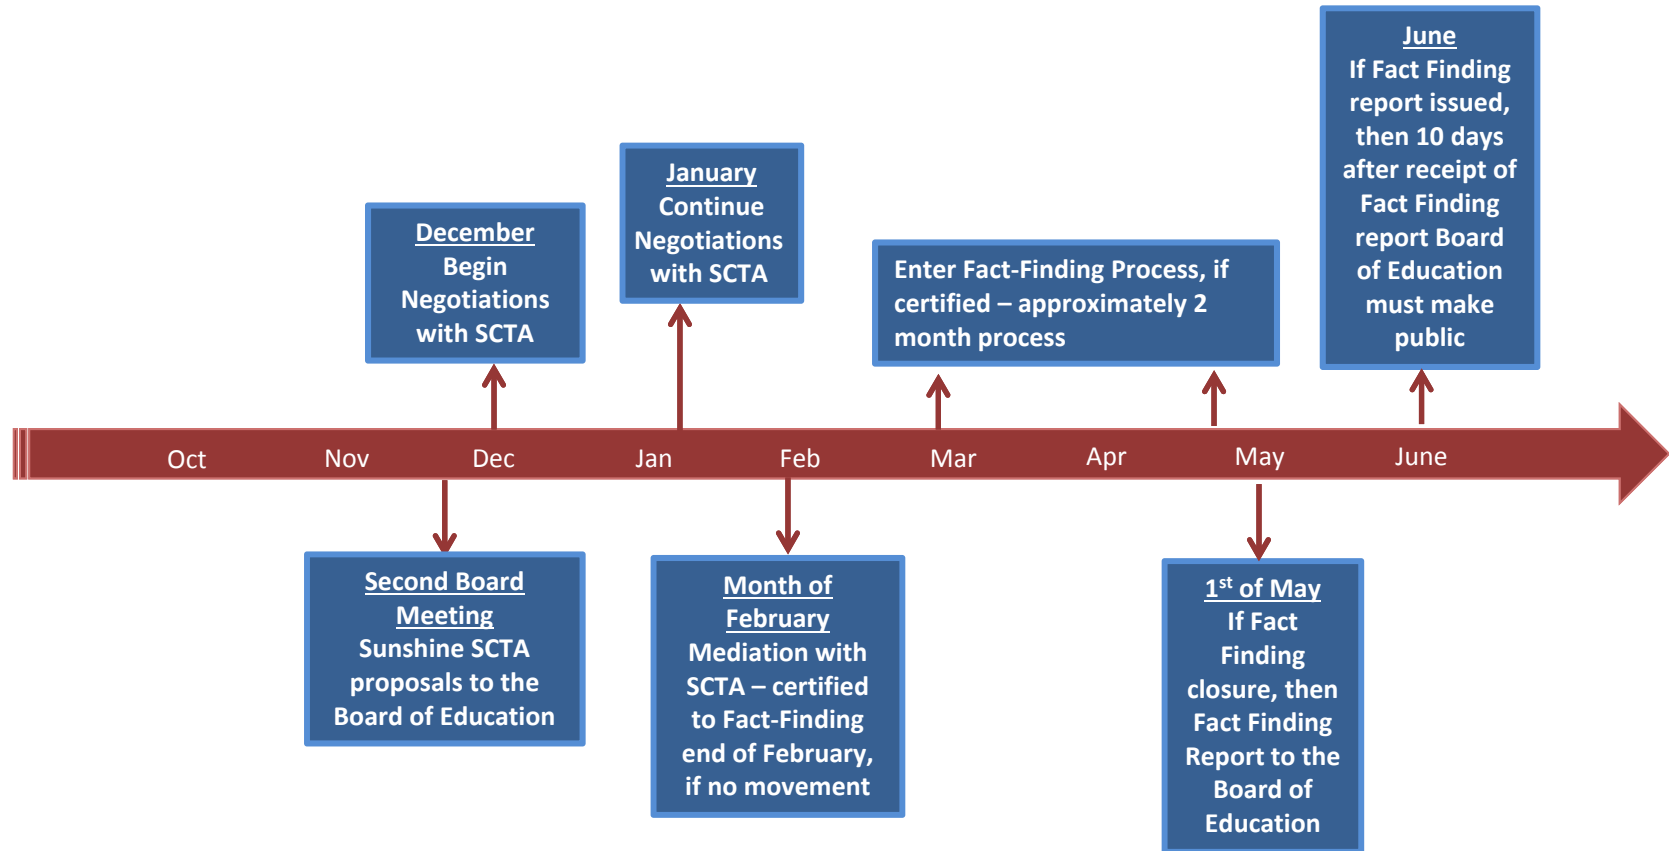 June
If Fact Finding
report issued,
then 10 days
after receipt of
Fact Finding
report Board
of Education
must make
public
January
Continue
Negotiations
with SCTA
December
Begin
Negotiations
with SCTA
Enter Fact-Finding Process, if
certified – approximately 2
month process
Oct Nov Dec Jan Feb Mar Apr May June
Second Board
Meeting
Sunshine SCTA
proposals to the
Board of Education
Month of
February
Mediation with
SCTA – certified
to Fact-Finding
end of February,
if no movement
1st of May
If Fact
Finding
closure, then
Fact Finding
Report to the
Board of
Education